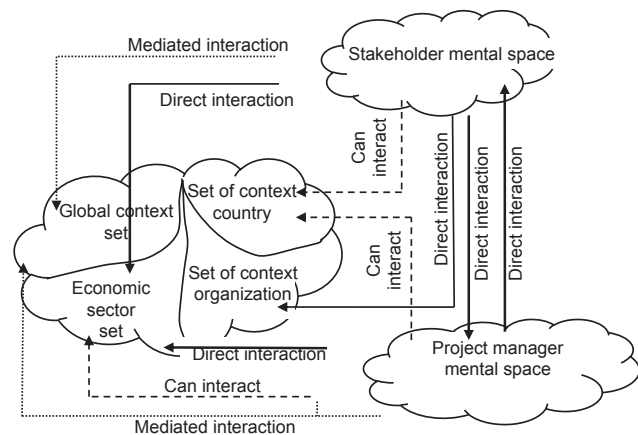 Mediated interaction
Stakeholder mental space
Direct interaction
Can
interact
Set of context
country
Global context
set
Direct interaction
Direct interaction
Direct interaction
Can
interact
Set of context
organization
Economic
sector
set
Direct interaction
Project manager
mental space
Can interact
Mediated interaction